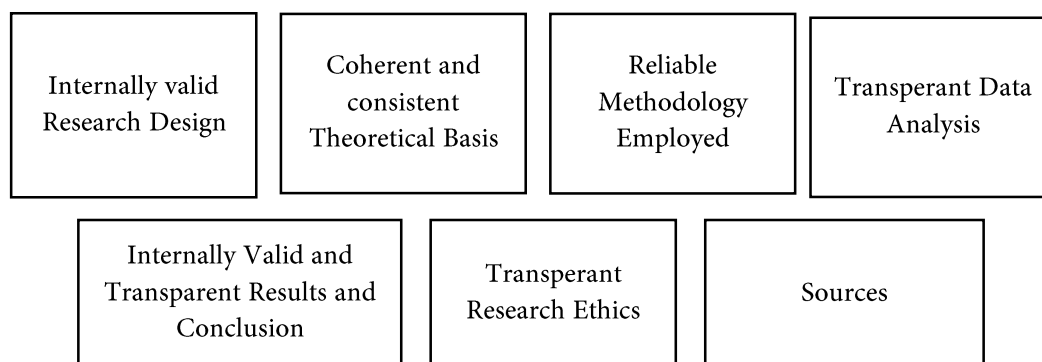 Internally valid
Research Design
Coherent and
consistent
Theoretical Basis
Reliable
Methodology
Employed
Transperant Data
Analysis
Internally Valid and
Transparent Results and
Conclusion
Transperant
Research Ethics
Sources